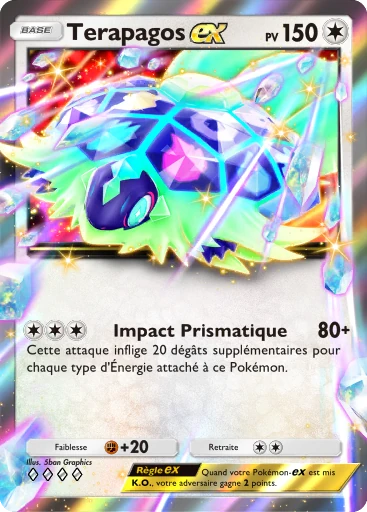 BASE Terapagos ex PV 150
Impact Prismatique 80+
Cette attaque inflige 20 dégâts supplémentaires pour
chaque type d'Énergie attaché à ce Pokémon.
Faiblesse +20 Retraite
Illus. 5ban Graphics
Règle ex Quand votre Pokémon-ex est mis
K.O., votre adversaire gagne 2 points.